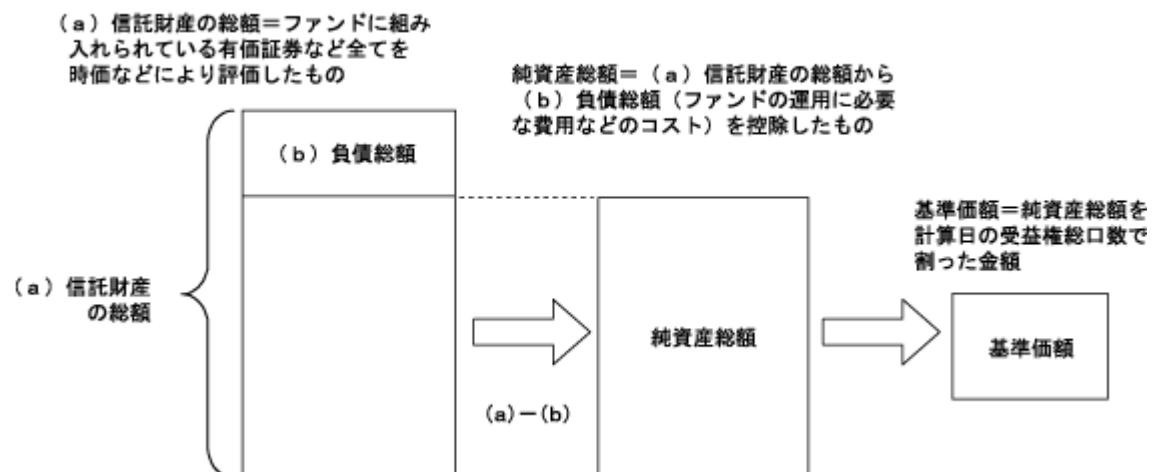 （a）信託財産の総額＝ファンドに組み
入れられている有価証券など全てを
時価などにより評価したもの
純資産総額＝（a）信託財産の総額から
（b）負債総額（ファンドの運用に必要
な費用などのコスト）を控除したもの
（b）負債総額
基準価額＝純資産総額を
計算日の受益権総口数で
割った金額
（a）信託財産
の総額
純資産総額
基準価額
(a)－(b)